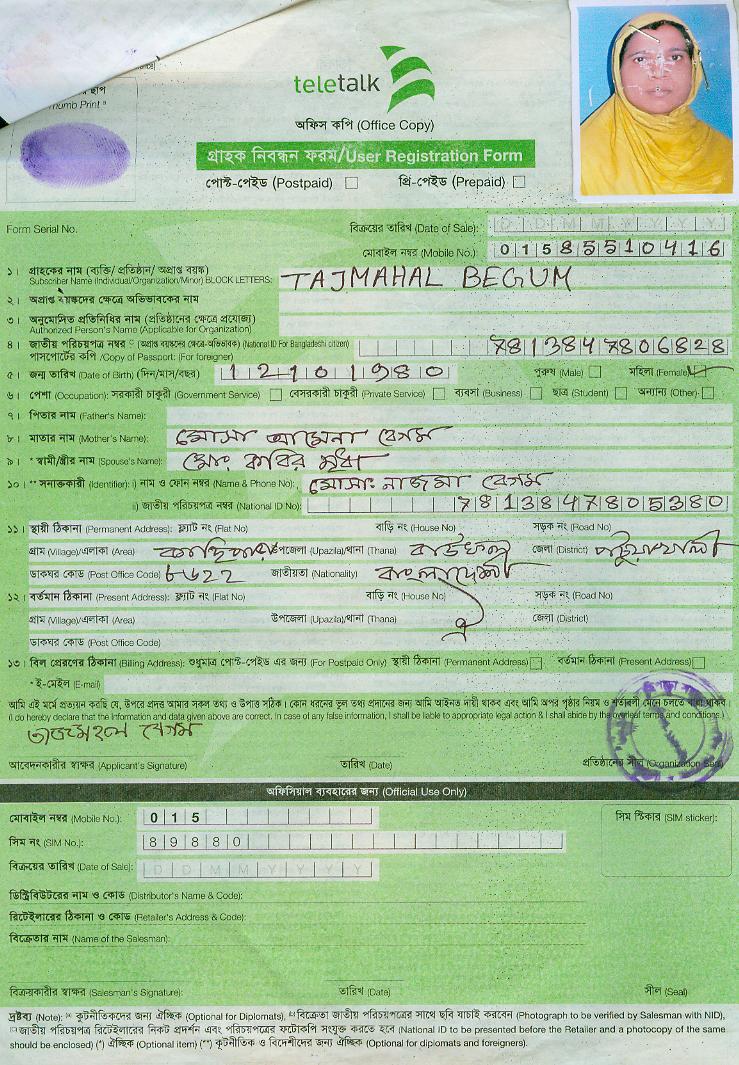 ছাপ
Thumb Print
teletalk
অফিস কপি (Office Copy)
গ্রাহক নিবন্ধন ফরম/User Registration Form
পোস্ট-পেইড (Postpaid) প্রি-পেইড (Prepaid)
Form Serial No. বিক্রয়ের তারিখ (Date of Sale): D D M M Y Y Y Y
মোবাইল নম্বর (Mobile No.): 01585510416
১। গ্রাহকের নাম (ব্যক্তি/ প্রতিষ্ঠান/ অপ্রাপ্ত বয়স্ক)
Subscriber Name (Individual/Organization/Minor) BLOCK LETTERS: TAJMAHAL BEGUM
২। অপ্রাপ্ত বয়স্কদের ক্ষেত্রে অভিভাবকের নাম
৩। অনুমোদিত প্রতিনিধির নাম (প্রতিষ্ঠানের ক্ষেত্রে প্রযোজ্য)
Authorized Person's Name (Applicable for Organization)
৪। জাতীয় পরিচয়পত্র নম্বর (অপ্রাপ্ত বয়স্কদের ক্ষেত্রে-অভিভাবক) (National ID For Bangladeshi citizen) 7813847806828
পাসপোর্টের কপি /Copy of Passport: (For foreigner)
৫। জন্ম তারিখ (Date of Birth) (দিন/মাস/বছর) 12101980 পুরুষ (Male) মহিলা (Female)
৬। পেশা (Occupation): সরকারী চাকুরী (Government Service) বেসরকারী চাকুরী (Private Service) ব্যবসা (Business) ছাত্র (Student) অন্যান্য (Other)
৭। পিতার নাম (Father's Name):
৮। মাতার নাম (Mother's Name): মোসা আমেনা বেগম
৯। * স্বামী/স্ত্রীর নাম (Spouse's Name): মোঃ কবির মৃধা
১০। ** সনাক্তকারী (Identifier): i) নাম ও ফোন নম্বর (Name & Phone No): মোসাঃ নাজমা বেগম
ii) জাতীয় পরিচয়পত্র নম্বর (National ID No): 7813847805380
১১। স্থায়ী ঠিকানা (Permanent Address): ফ্ল্যাট নং (Flat No) বাড়ি নং (House No) সড়ক নং (Road No)
গ্রাম (Village)/এলাকা (Area) উপজেলা (Upazila)/থানা (Thana) বাউফল জেলা (District) পটুয়াখালী
ডাকঘর কোড (Post Office Code) ৮৬২২ জাতীয়তা (Nationality) বাংলাদেশী
১২। বর্তমান ঠিকানা (Present Address): ফ্ল্যাট নং (Flat No) বাড়ি নং (House No) সড়ক নং (Road No)
গ্রাম (Village)/এলাকা (Area) উপজেলা (Upazila)/থানা (Thana) ঐ জেলা (District)
ডাকঘর কোড (Post Office Code)
১৩। বিল প্রেরণের ঠিকানা (Billing Address): শুধুমাত্র পোস্ট-পেইড এর জন্য (For Postpaid Only) স্থায়ী ঠিকানা (Permanent Address) বর্তমান ঠিকানা (Present Address)
* ই-মেইল (E-mail)
আমি এই মর্মে প্রত্যয়ন করছি যে, উপরে প্রদত্ত আমার সকল তথ্য ও উপাত্ত সঠিক। কোন ধরনের ভুল তথ্য প্রদানের জন্য আমি আইনত দায়ী থাকব এবং আমি অপর পৃষ্ঠার নিয়ম ও শর্তাবলী মেনে চলতে বাধ্য থাকব।
(I do hereby declare that the information and data given above are correct. In case of any false information, I shall be liable to appropriate legal action & I shall abide by the overleaf terms and conditions.)
তাজমহল বেগম
আবেদনকারীর স্বাক্ষর (Applicant's Signature) তারিখ (Date) প্রতিষ্ঠানের সীল (Organization Seal)
অফিসিয়াল ব্যবহারের জন্য (Official Use Only)
মোবাইল নম্বর (Mobile No.): 015 সিম স্টিকার (SIM sticker):
সিম নং (SIM No.): 89880
বিক্রয়ের তারিখ (Date of Sale): D D M M Y Y Y Y
ডিস্ট্রিবিউটরের নাম ও কোড (Distributor's Name & Code):
রিটেইলারের ঠিকানা ও কোড (Retailer's Address & Code):
বিক্রেতার নাম (Name of the Salesman):
বিক্রয়কারীর স্বাক্ষর (Salesman's Signature): তারিখ (Date) সীল (Seal)
দ্রষ্টব্য (Note): কূটনীতিকদের জন্য ঐচ্ছিক (Optional for Diplomats), বিক্রেতা জাতীয় পরিচয়পত্রের সাথে ছবি যাচাই করবেন (Photograph to be verified by Salesman with NID),
জাতীয় পরিচয়পত্র রিটেইলারের নিকট প্রদর্শন এবং পরিচয়পত্রের ফটোকপি সংযুক্ত করতে হবে (National ID to be presented before the Retailer and a photocopy of the same
should be enclosed) (*) ঐচ্ছিক (Optional item) (**) কূটনীতিক ও বিদেশীদের জন্য ঐচ্ছিক (Optional for diplomats and foreigners).